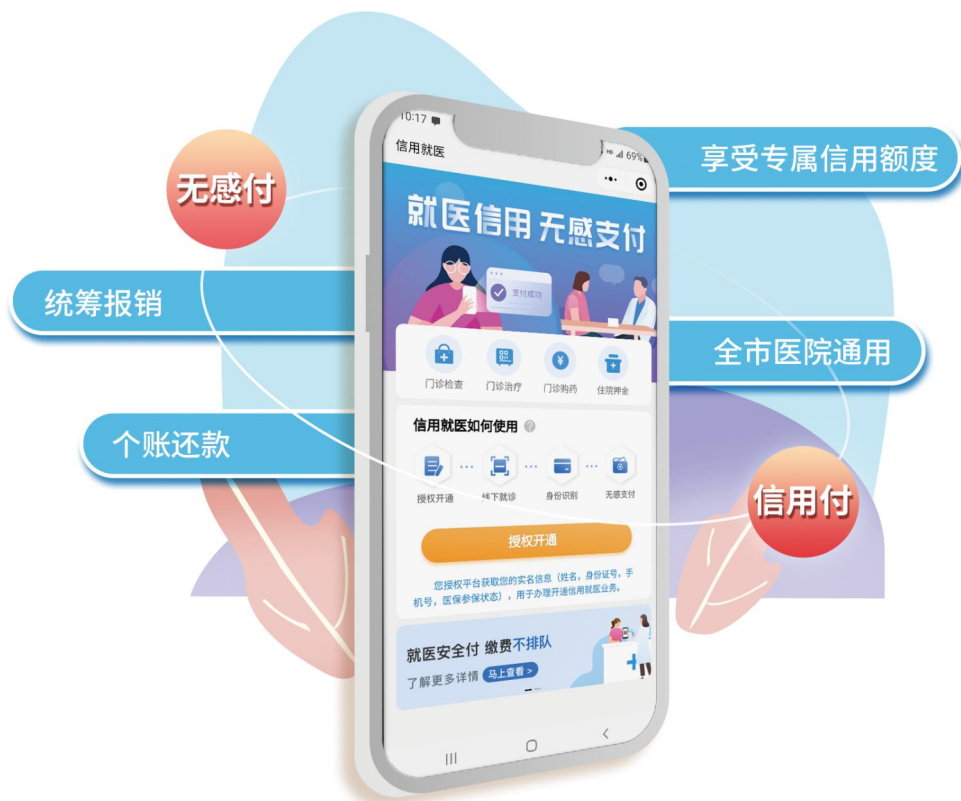 10:17
69%
信用就医
无感付
享受专属信用额度
就医信用 无感支付
支付成功
统筹报销
全市医院通用
门诊检查
门诊治疗
门诊购药
住院押金
信用就医如何使用
个账还款
授权开通
线下就诊
身份识别
无感支付
信用付
授权开通
您授权平台获取您的实名信息（姓名，身份证号，手
机号，医保参保状态），用于办理开通信用就医业务。
就医安全付 缴费不排队
了解更多详情 马上查看 >